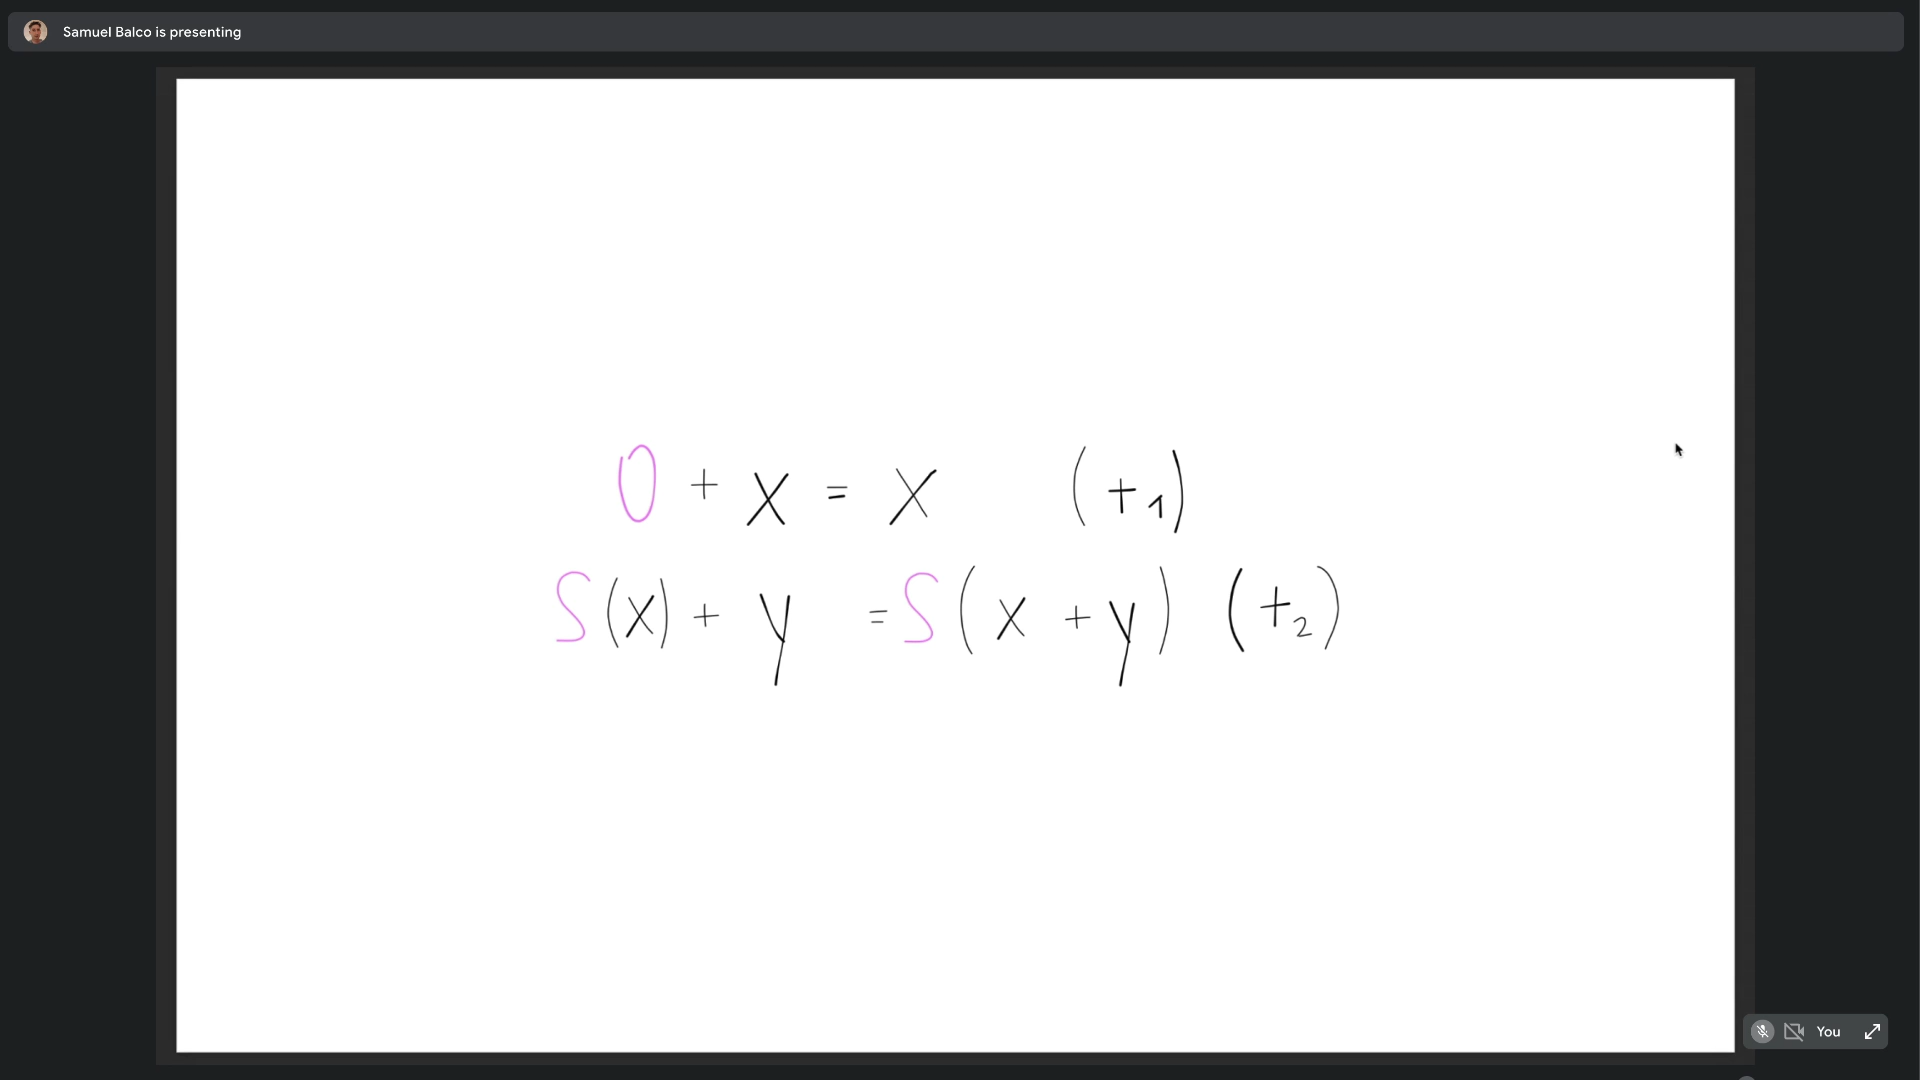 Samuel Balco is presenting
0 + x = x (+1)
S(x) + y = S(x + y) (+2)
You